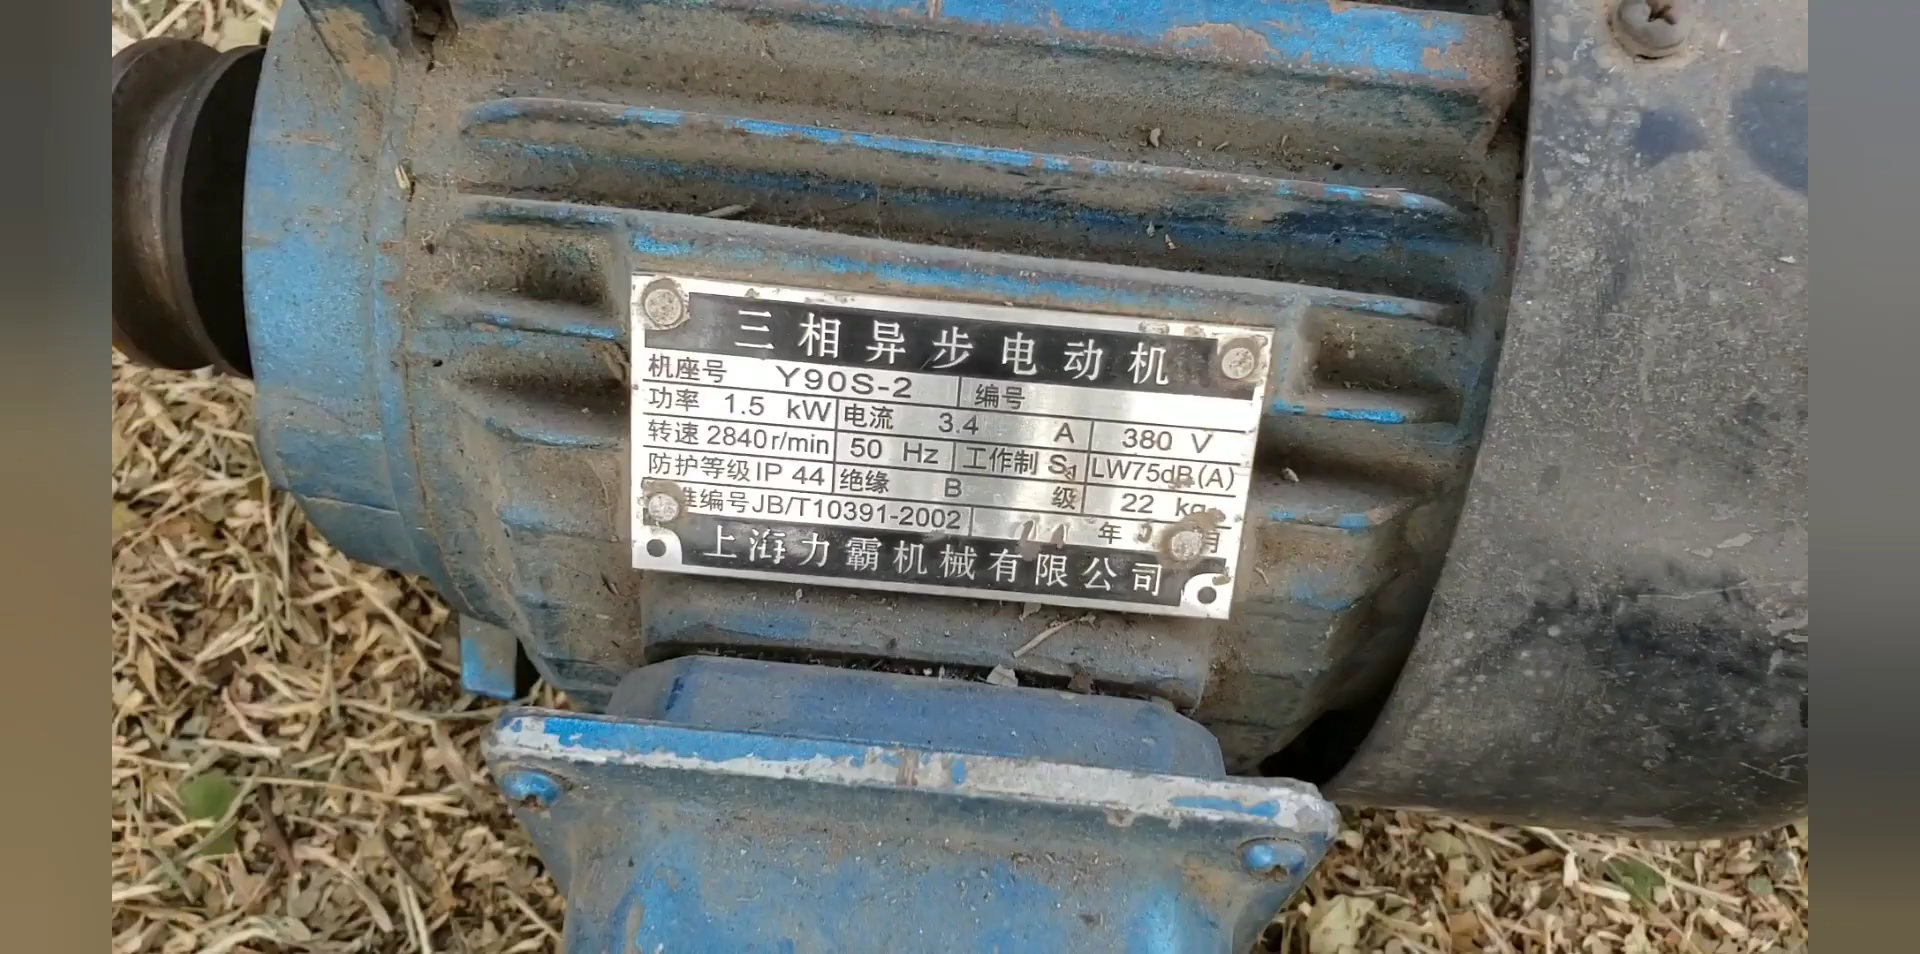 三相异步电动机
机座号 Y90S-2 编号
功率 1.5 kW 电流 3.4 A 380 V
转速 2840 r/min 50 Hz 工作制 S1 LW75dB(A)
防护等级 IP 44 绝缘 B 级 22 kg
准编号 JB/T10391-2002 11 年 月
上海力霸机械有限公司